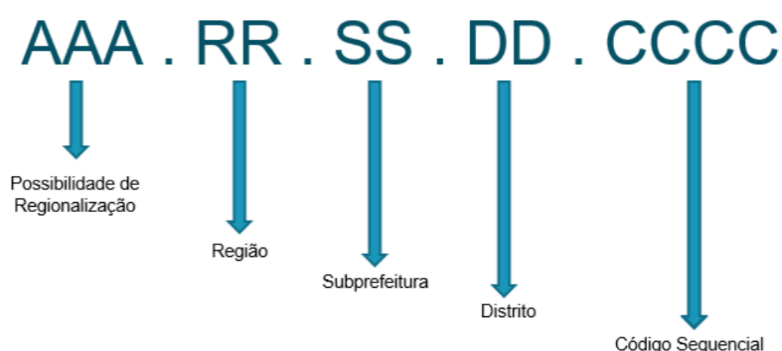 AAA . RR . SS . DD . CCCC
Possibilidade de
Regionalização
Região
Subprefeitura
Distrito
Código Sequencial